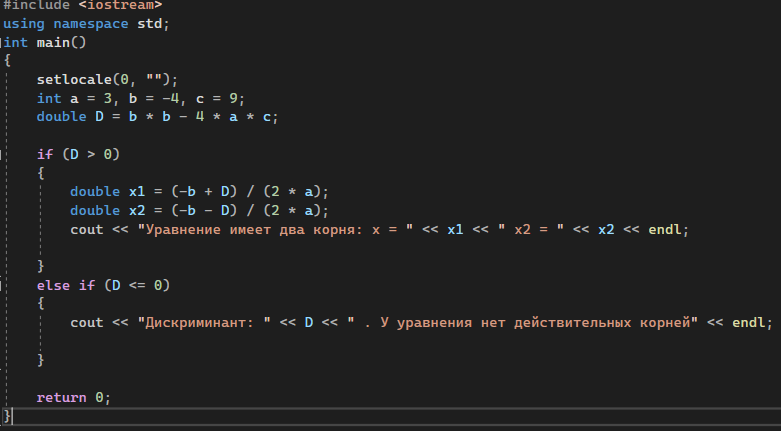 #include <iostream>
using namespace std;
int main()
{
    setlocale(0, "");
    int a = 3, b = -4, c = 9;
    double D = b * b - 4 * a * c;
    if (D > 0)
    {
        double x1 = (-b + D) / (2 * a);
        double x2 = (-b - D) / (2 * a);
        cout << "Уравнение имеет два корня: x = " << x1 << " x2 = " << x2 << endl;
    }
    else if (D <= 0)
    {
        cout << "Дискриминант: " << D << " . У уравнения нет действительных корней" << endl;
    }
    return 0;
}